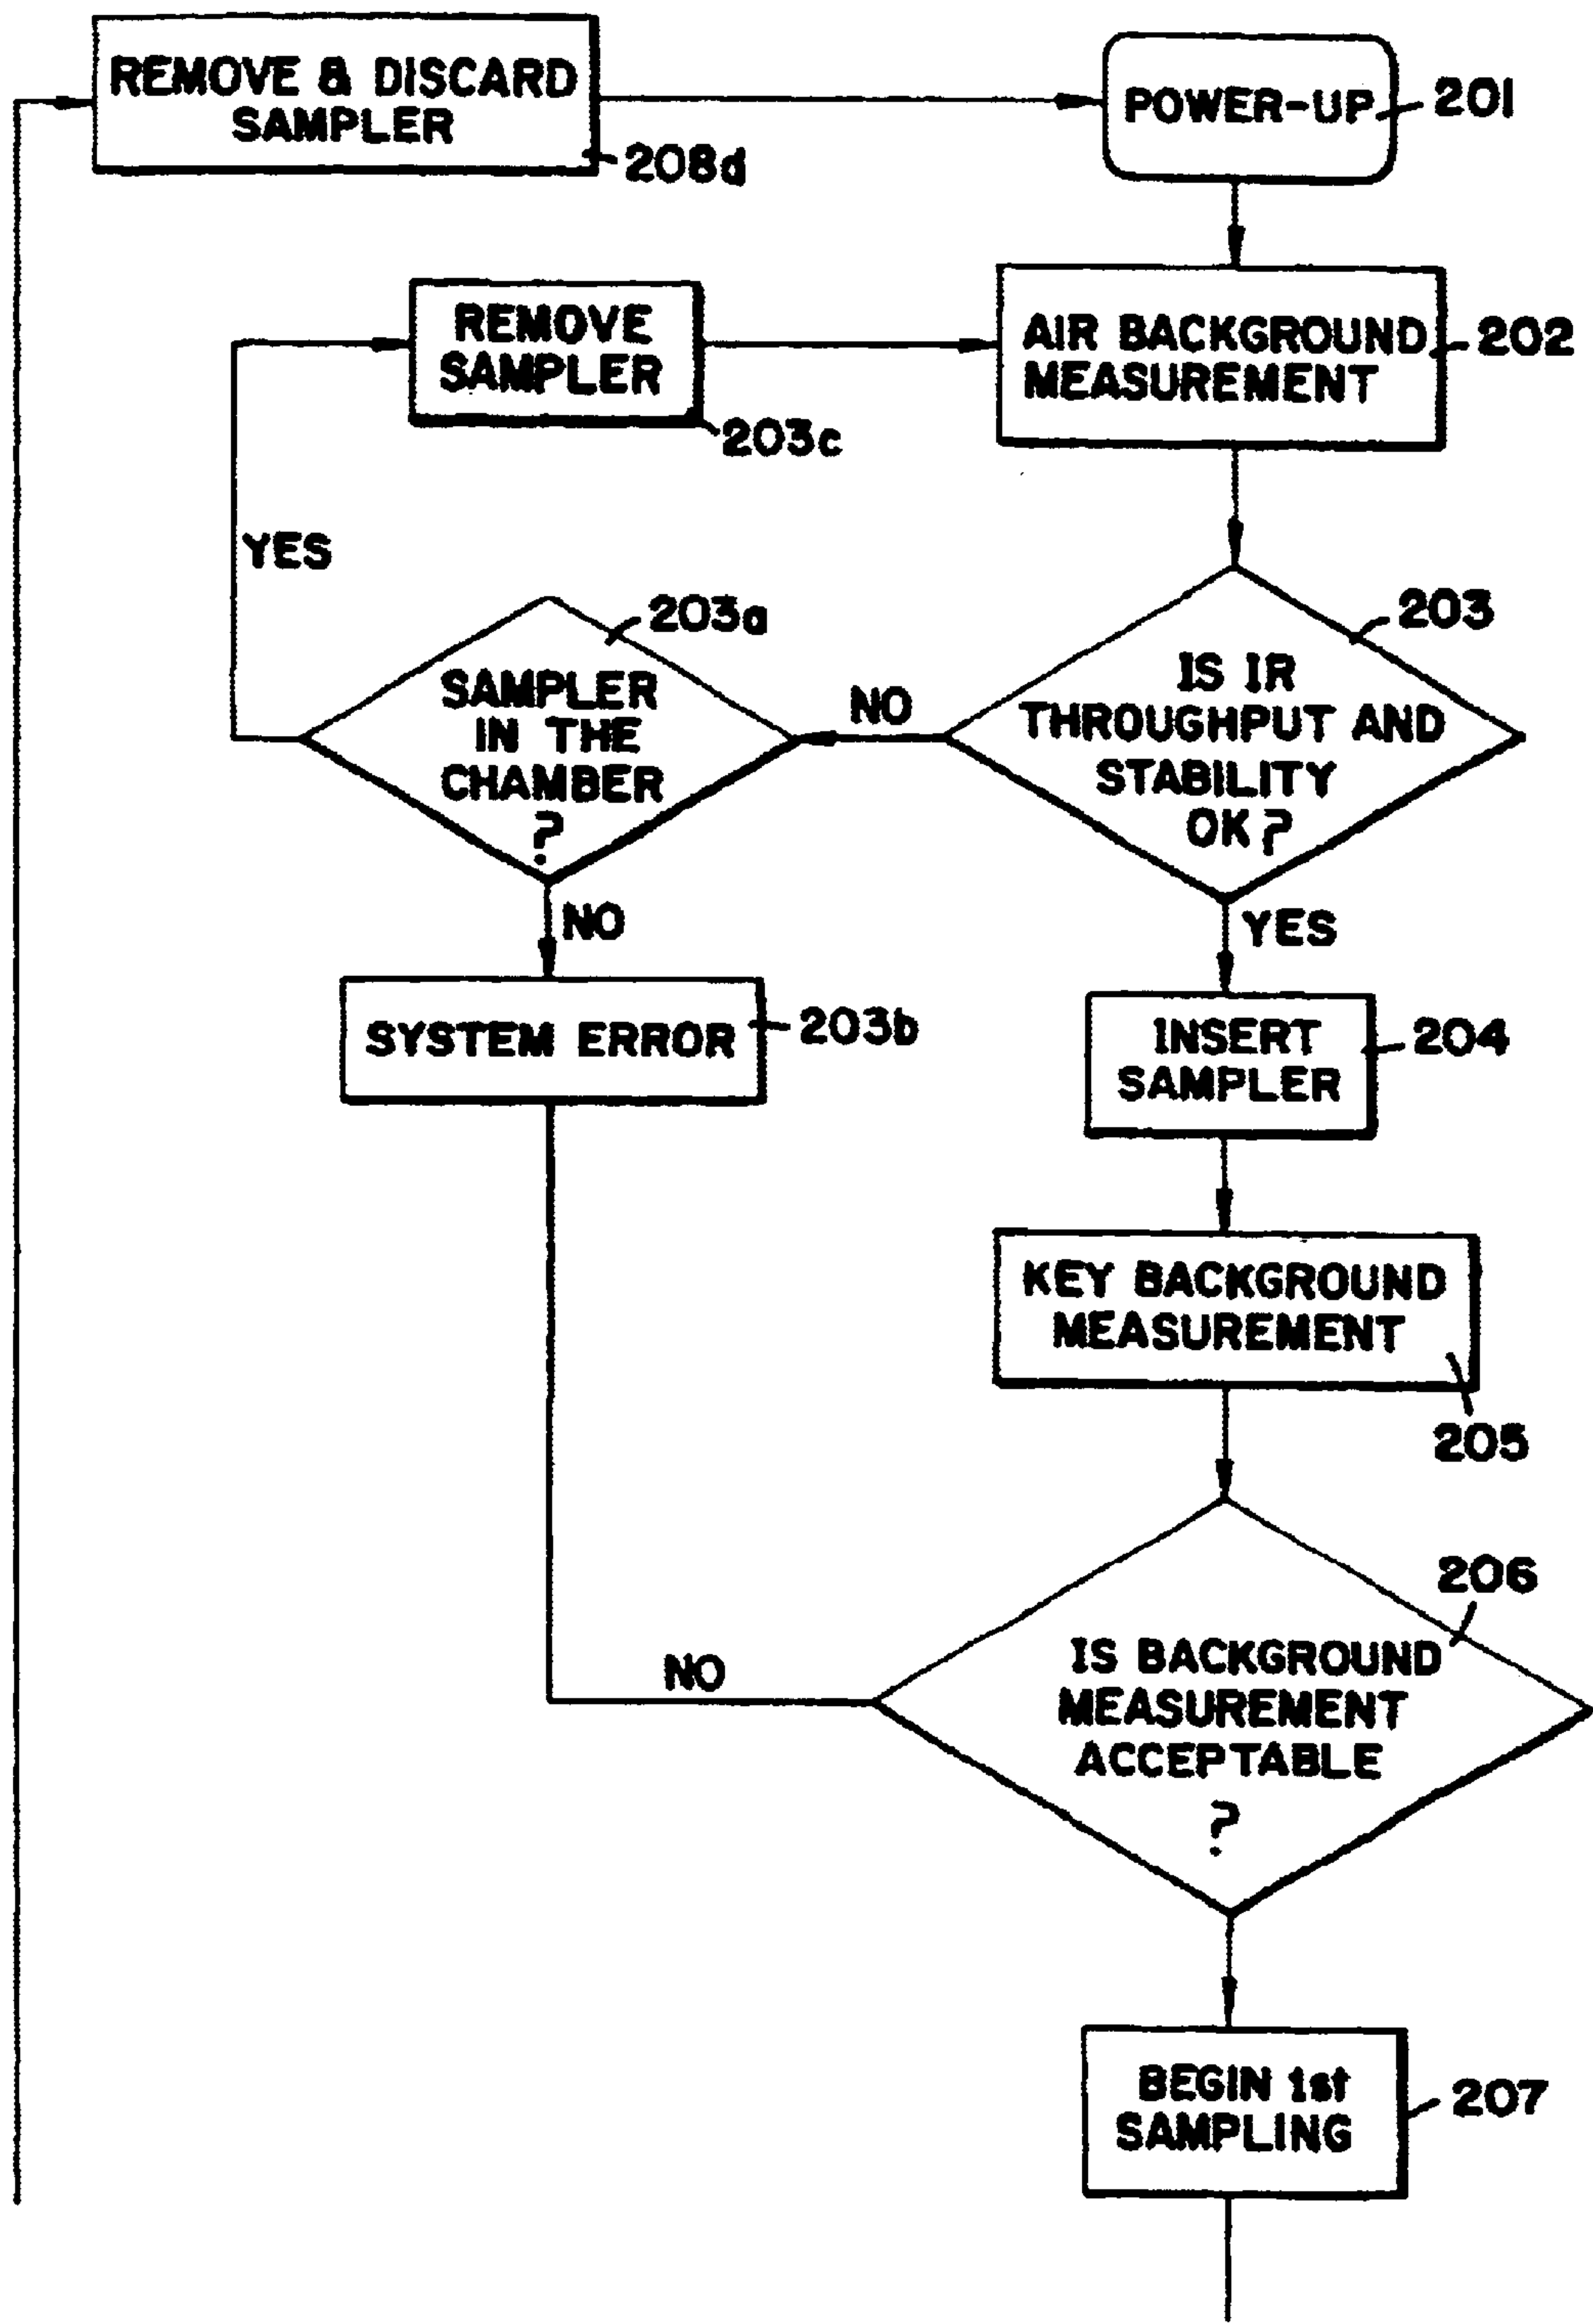 REMOVE & DISCARD
SAMPLER
208d
POWER-UP
201
REMOVE
SAMPLER
203c
AIR BACKGROUND
MEASUREMENT
202
YES
203a
SAMPLER
IN THE
CHAMBER
?
NO
203
IS IR
THROUGHPUT AND
STABILITY
OK?
NO
YES
SYSTEM ERROR
203b
INSERT
SAMPLER
204
KEY BACKGROUND
MEASUREMENT
205
206
IS BACKGROUND
MEASUREMENT
ACCEPTABLE
?
NO
BEGIN 1st
SAMPLING
207